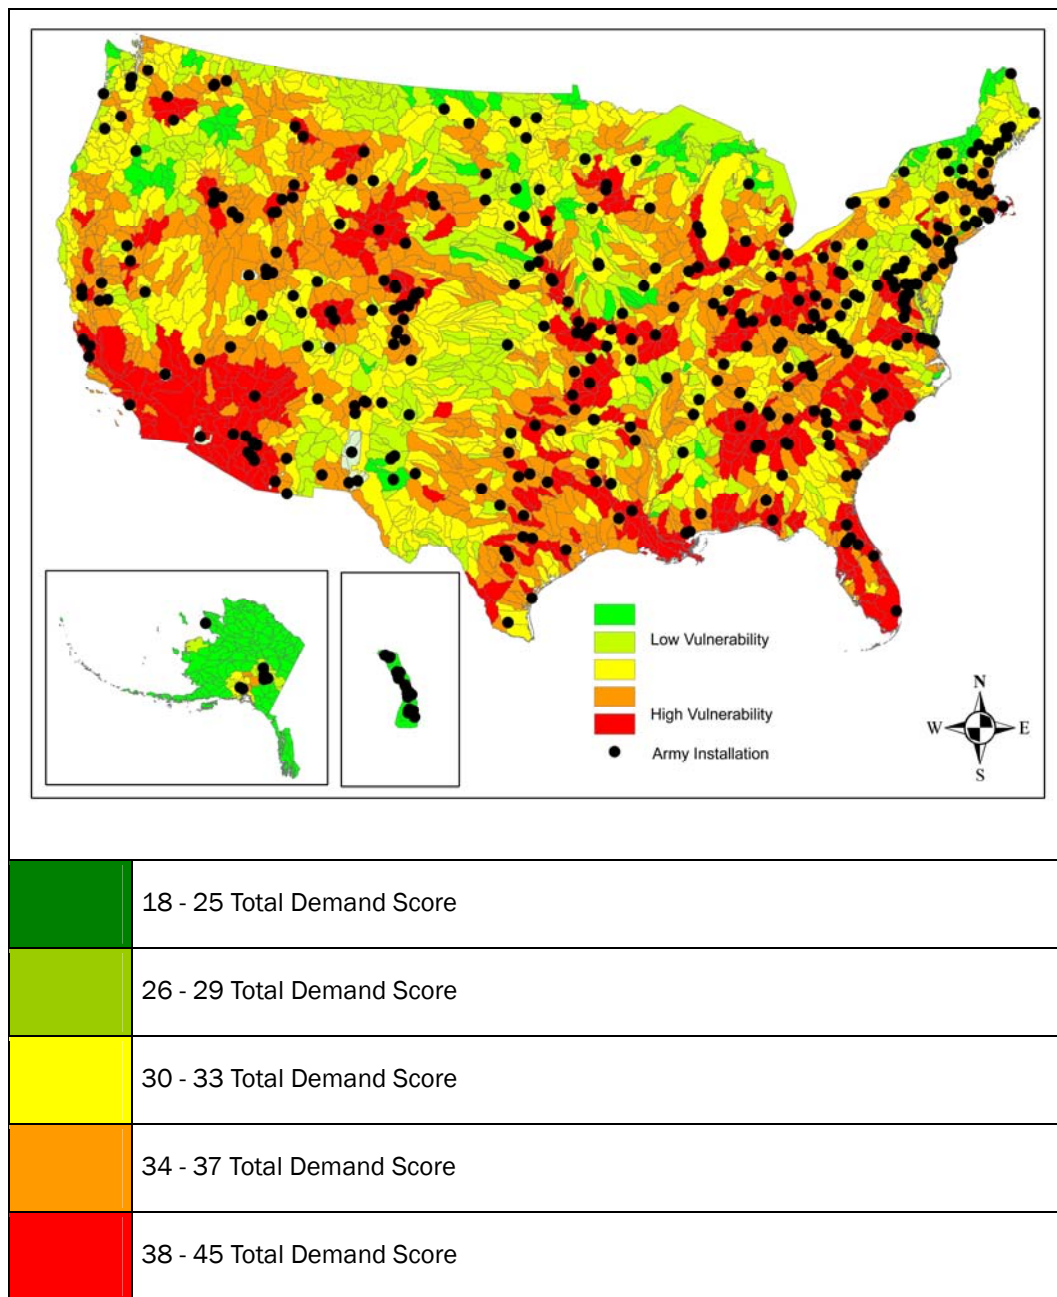 Low Vulnerability
High Vulnerability
Army Installation
N
W E
S
18 - 25 Total Demand Score
26 - 29 Total Demand Score
30 - 33 Total Demand Score
34 - 37 Total Demand Score
38 - 45 Total Demand Score